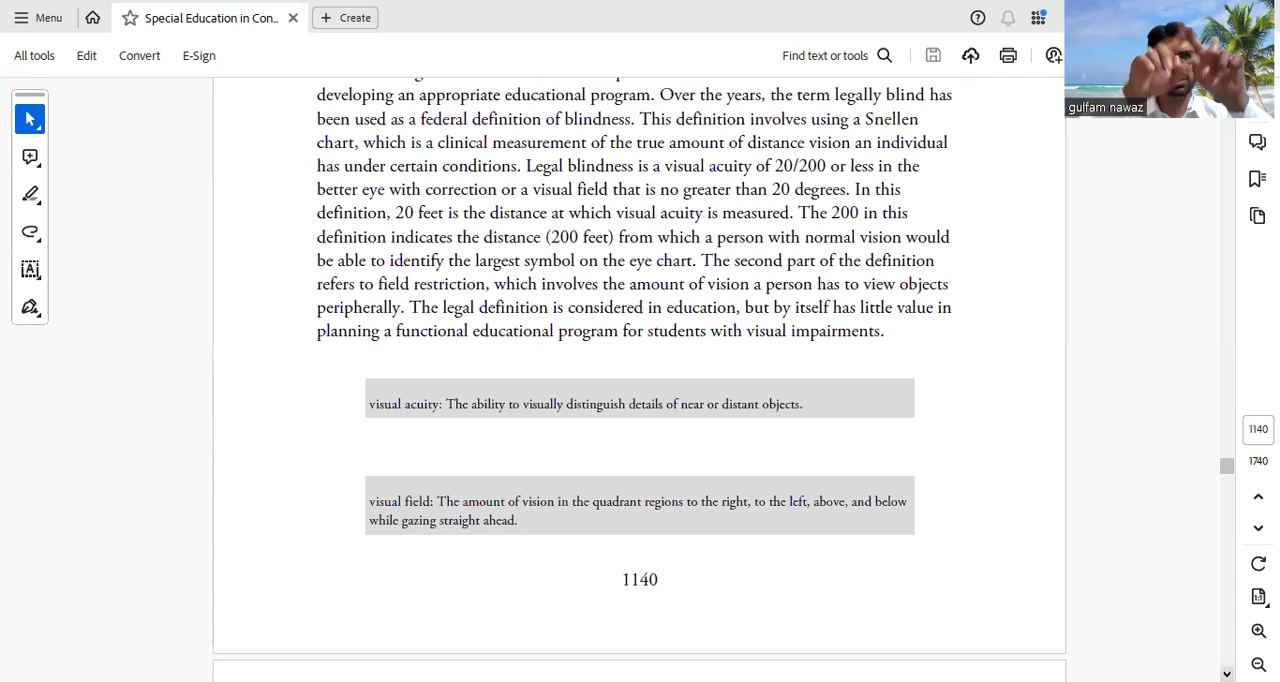 Menu
Special Education in Con...
Create
All tools
Edit
Convert
E-Sign
Find text or tools
gulfam nawaz
developing an appropriate educational program. Over the years, the term legally blind has
been used as a federal definition of blindness. This definition involves using a Snellen
chart, which is a clinical measurement of the true amount of distance vision an individual
has under certain conditions. Legal blindness is a visual acuity of 20/200 or less in the
better eye with correction or a visual field that is no greater than 20 degrees. In this
definition, 20 feet is the distance at which visual acuity is measured. The 200 in this
definition indicates the distance (200 feet) from which a person with normal vision would
be able to identify the largest symbol on the eye chart. The second part of the definition
refers to field restriction, which involves the amount of vision a person has to view objects
peripherally. The legal definition is considered in education, but by itself has little value in
planning a functional educational program for students with visual impairments.
visual acuity: The ability to visually distinguish details of near or distant objects.
visual field: The amount of vision in the quadrant regions to the right, to the left, above, and below
while gazing straight ahead.
1140
1140
1740
1:1